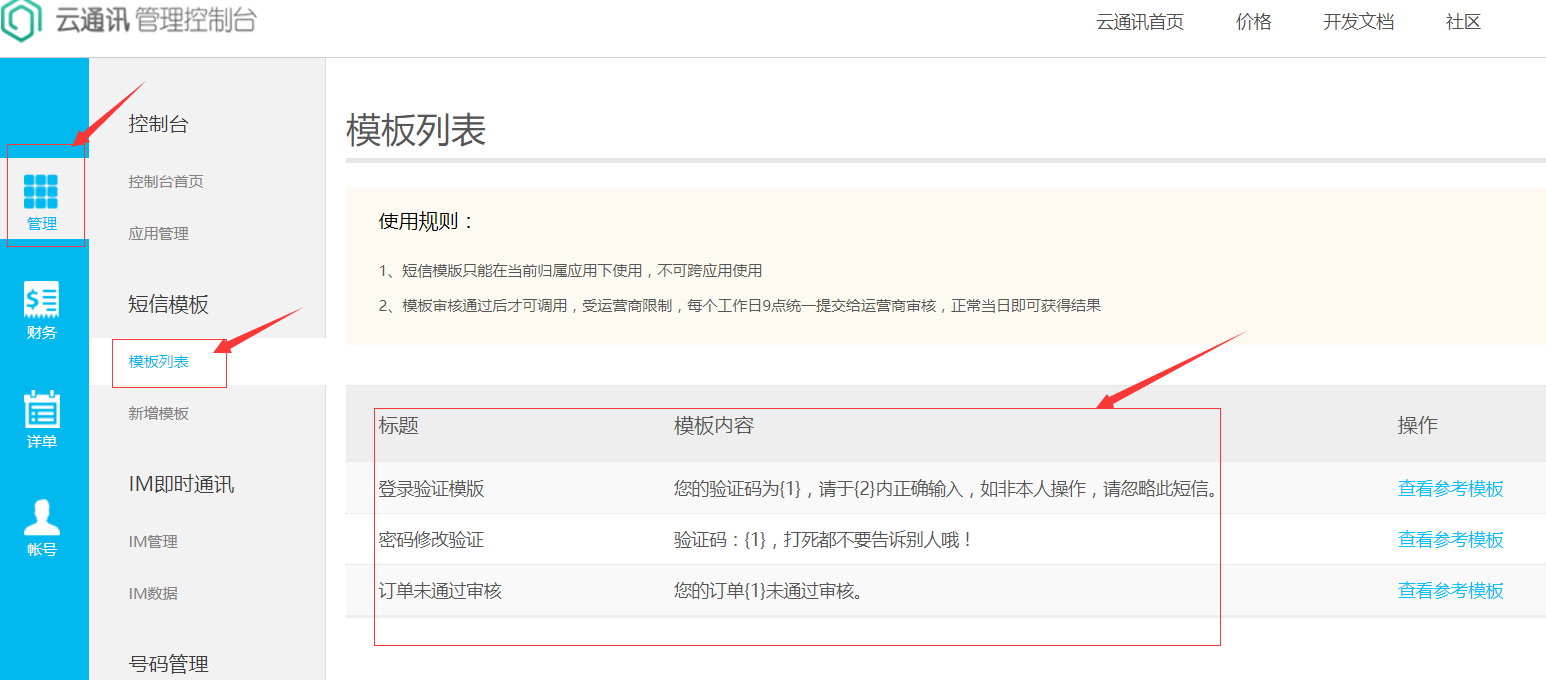 云通讯 管理控制台
云通讯首页 价格 开发文档 社区
管理
财务
详单
帐号
控制台
控制台首页
应用管理
短信模板
模板列表
新增模板
IM即时通讯
IM管理
IM数据
号码管理
模板列表
使用规则：
1、短信模版只能在当前归属应用下使用，不可跨应用使用
2、模板审核通过后才可调用，受运营商限制，每个工作日9点统一提交给运营商审核，正常当日即可获得结果
标题 模板内容 操作
登录验证模版 您的验证码为{1}，请于{2}内正确输入，如非本人操作，请忽略此短信。 查看参考模板
密码修改验证 验证码：{1}，打死都不要告诉别人哦！ 查看参考模板
订单未通过审核 您的订单{1}未通过审核。 查看参考模板